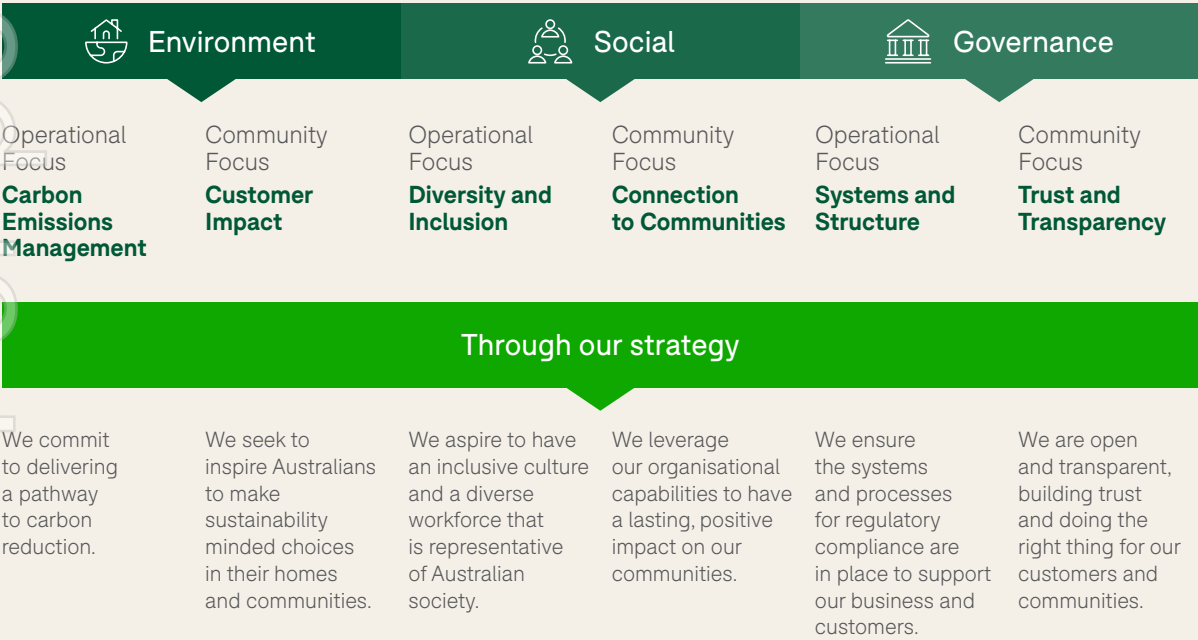 Environment
Social
Governance
Operational
Focus
Carbon
Emissions
Management
Community
Focus
Customer
Impact
Operational
Focus
Diversity and
Inclusion
Community
Focus
Connection
to Communities
Operational
Focus
Systems and
Structure
Community
Focus
Trust and
Transparency
Through our strategy
We commit
to delivering
a pathway
to carbon
reduction.
We seek to
inspire Australians
to make
sustainability
minded choices
in their homes
and communities.
We aspire to have
an inclusive culture
and a diverse
workforce that
is representative
of Australian
society.
We leverage
our organisational
capabilities to have
a lasting, positive
impact on our
communities.
We ensure
the systems
and processes
for regulatory
compliance are
in place to support
our business and
customers.
We are open
and transparent,
building trust
and doing the
right thing for our
customers and
communities.